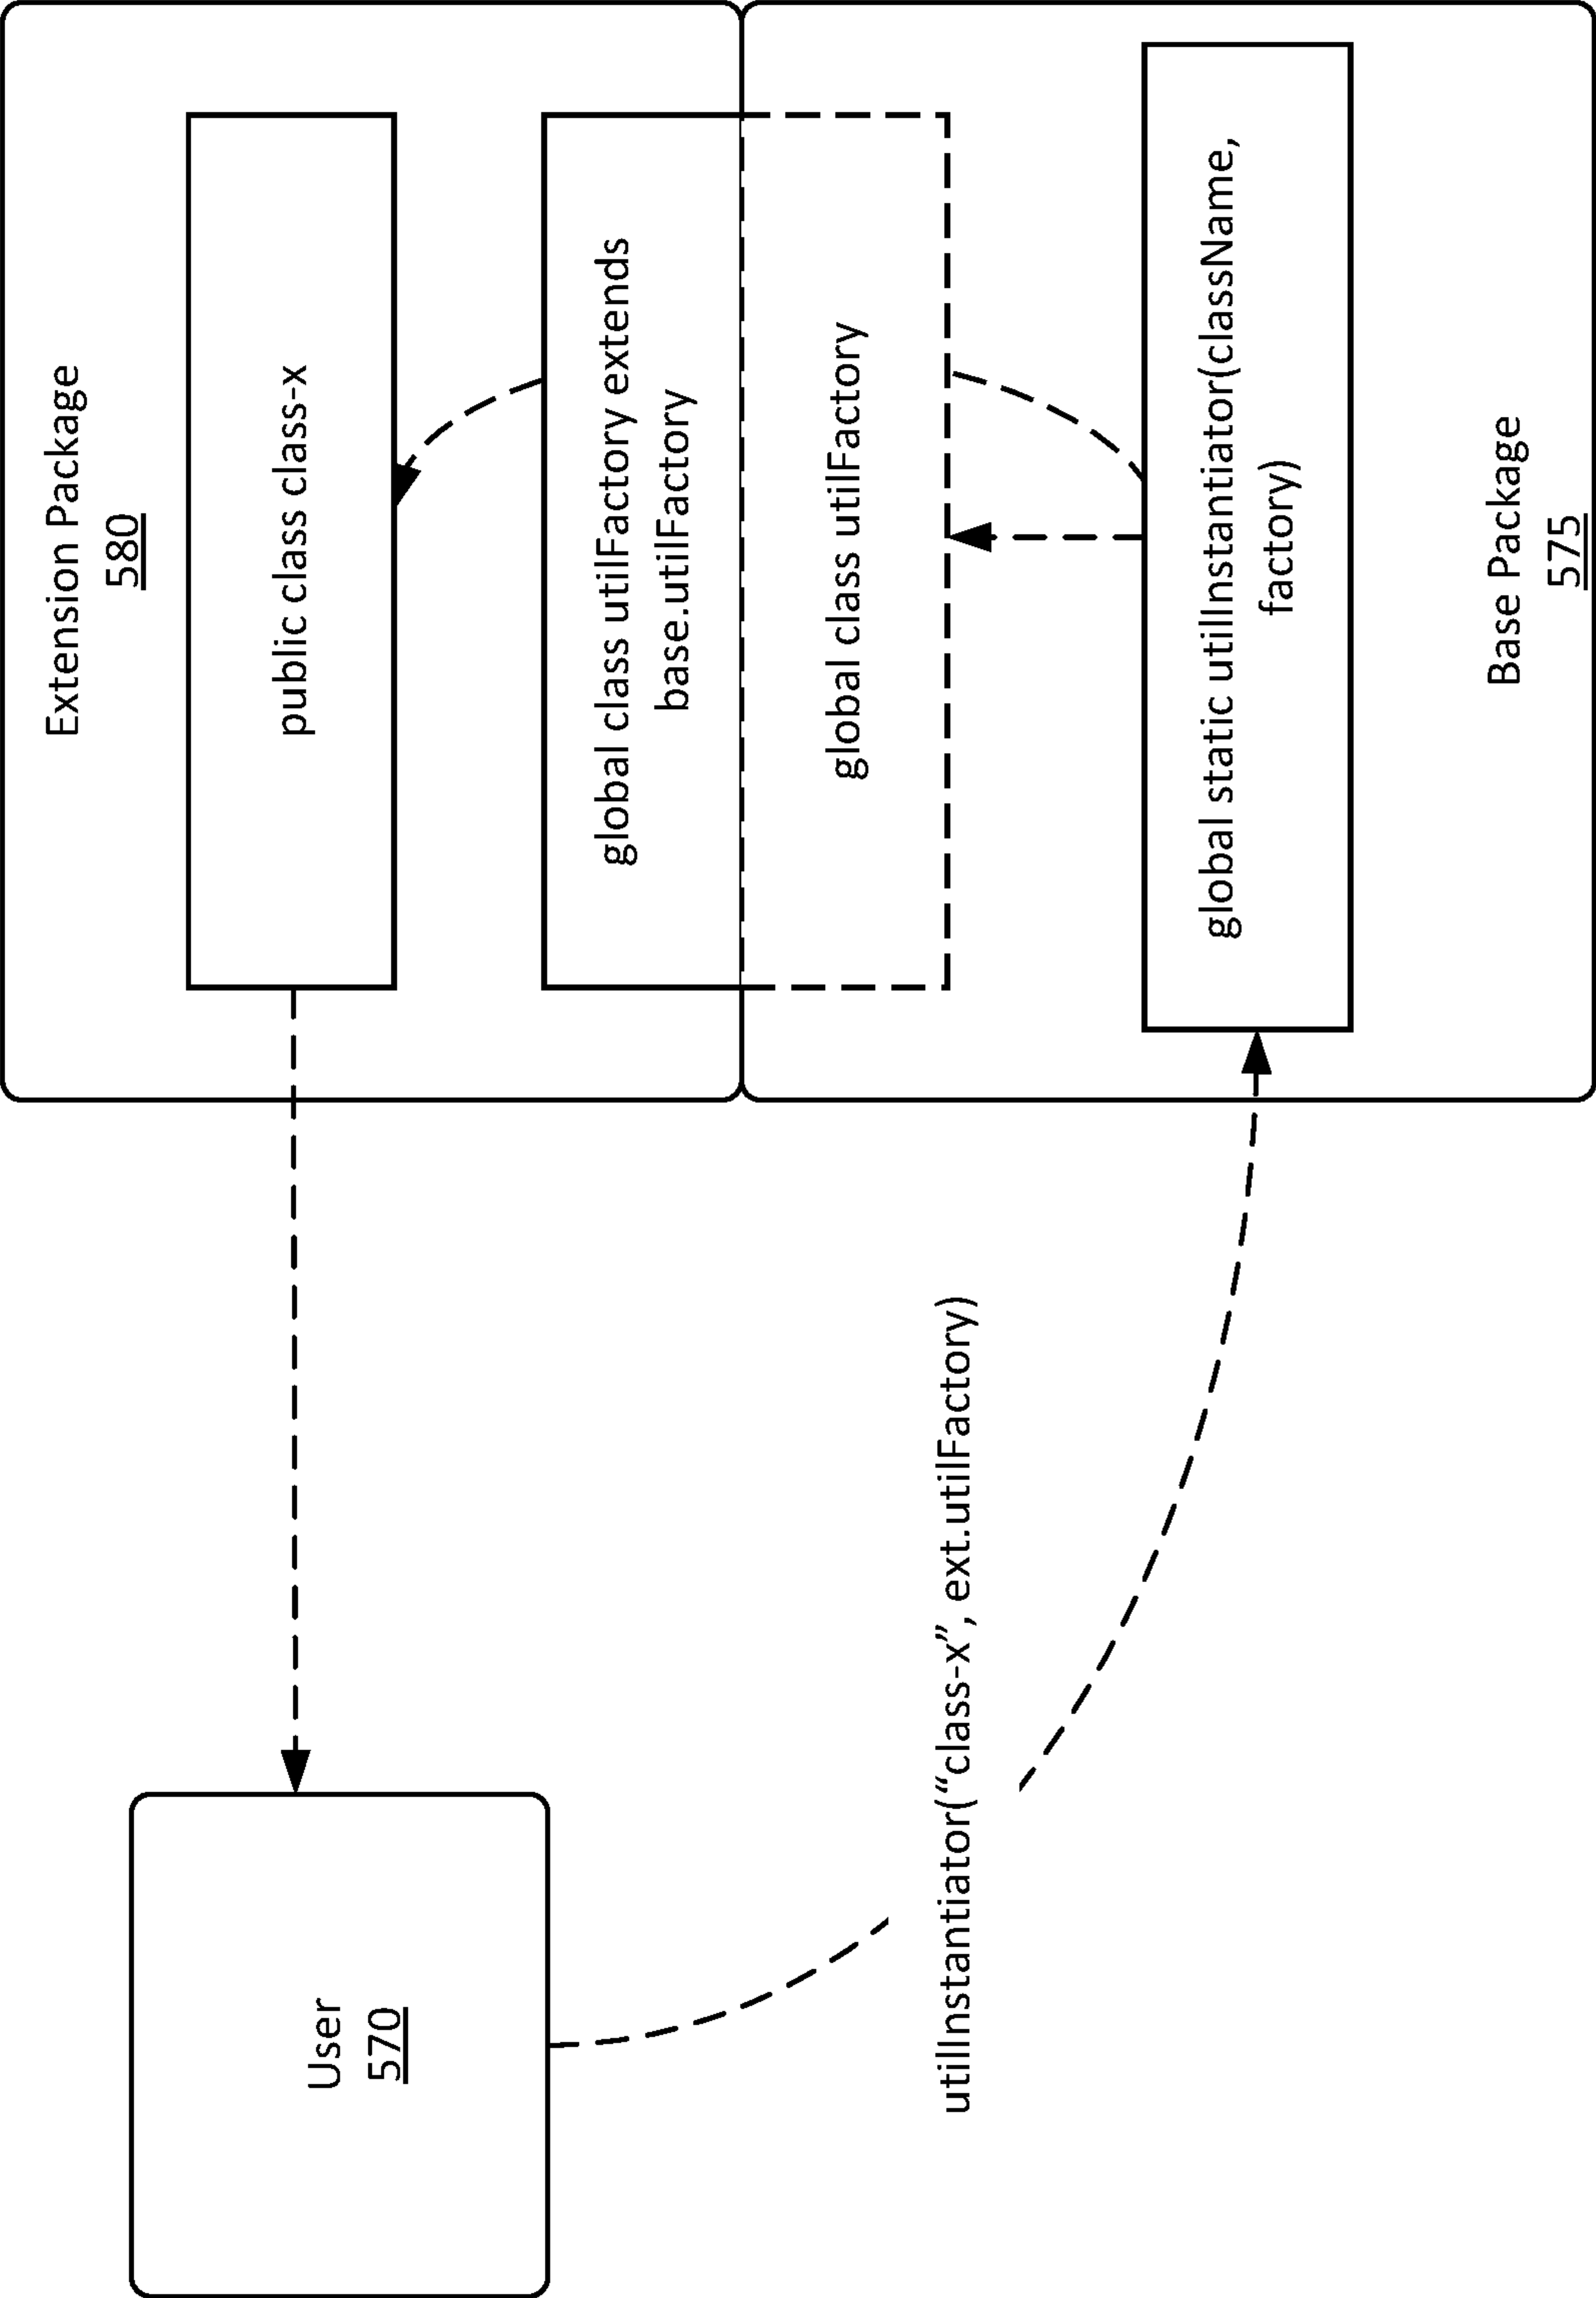 User
570
utilInstantiator(“class-x”, ext.utilFactory)
Extension Package
580
public class class-x
global class utilFactory extends
base.utilFactory
global class utilFactory
global static utilInstantiator(className,
factory)
Base Package
575